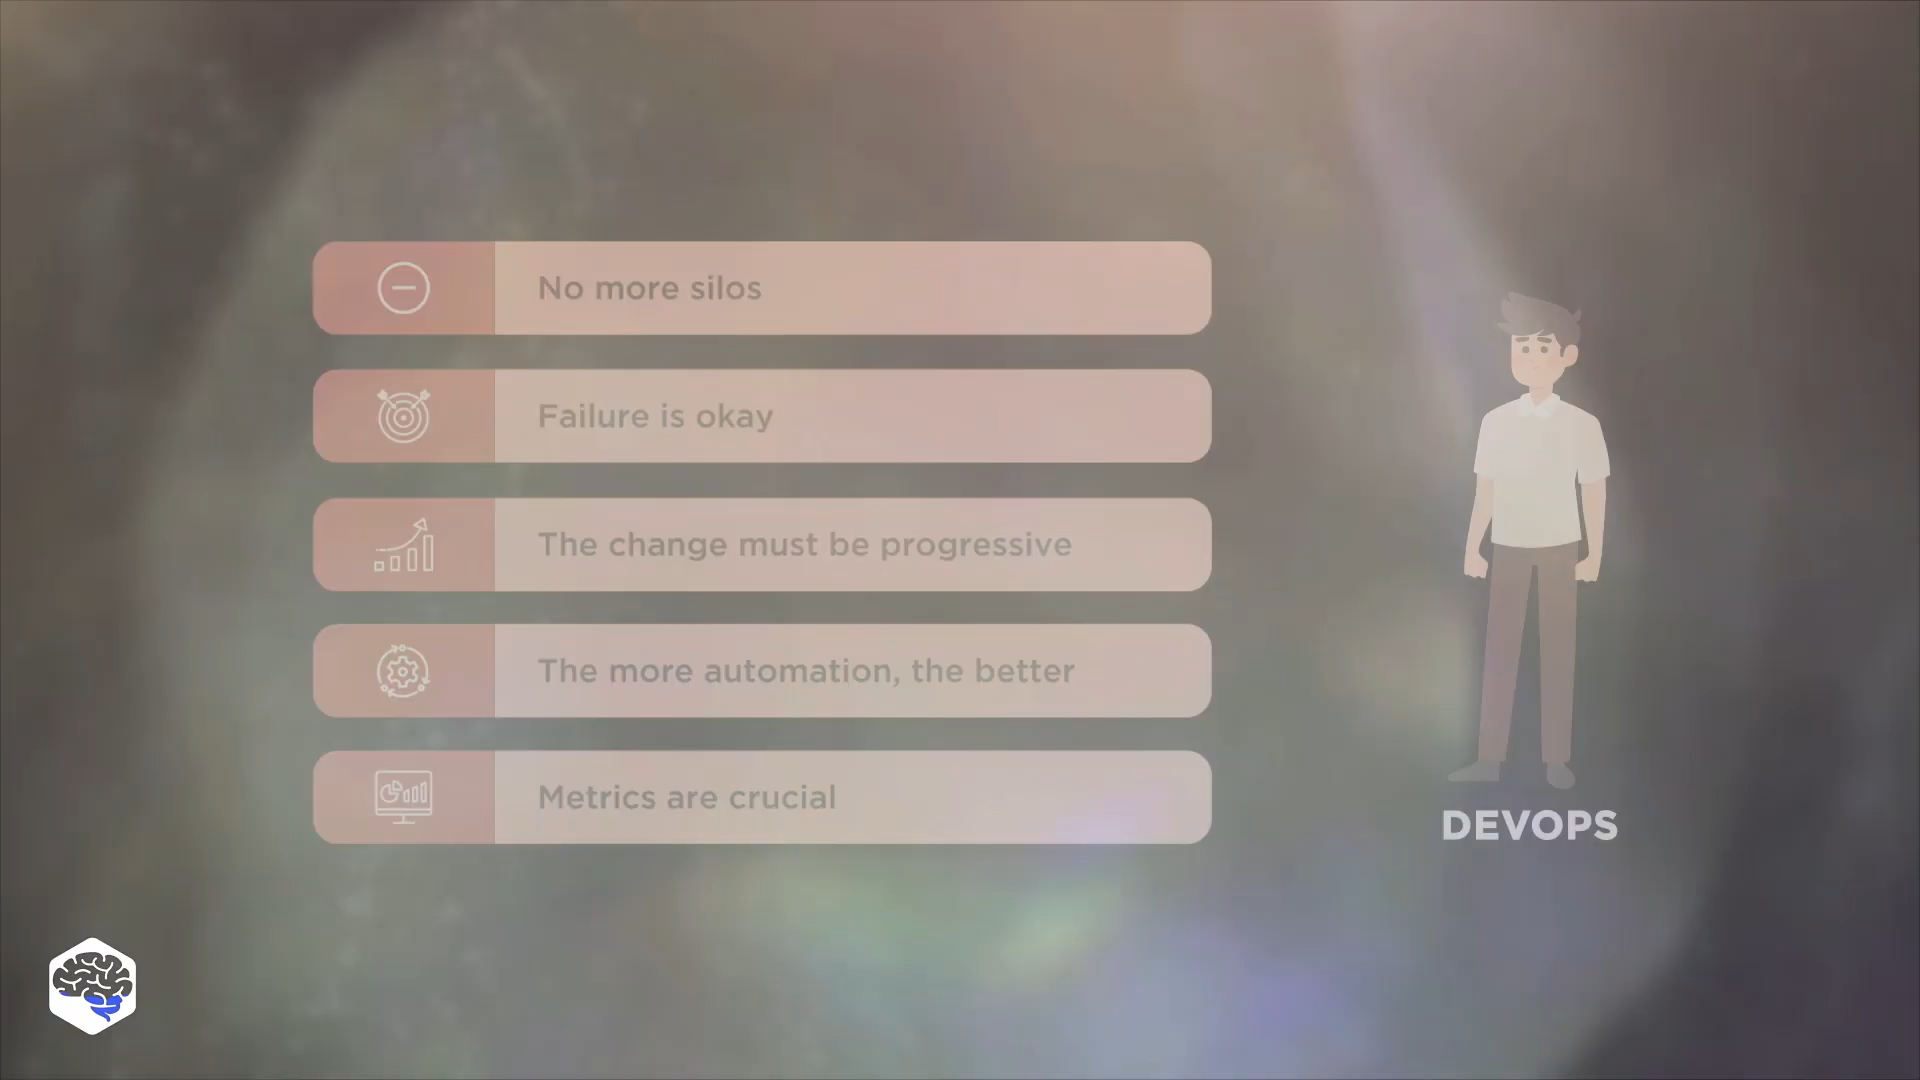 No more silos
Failure is okay
The change must be progressive
The more automation, the better
Metrics are crucial
DEVOPS